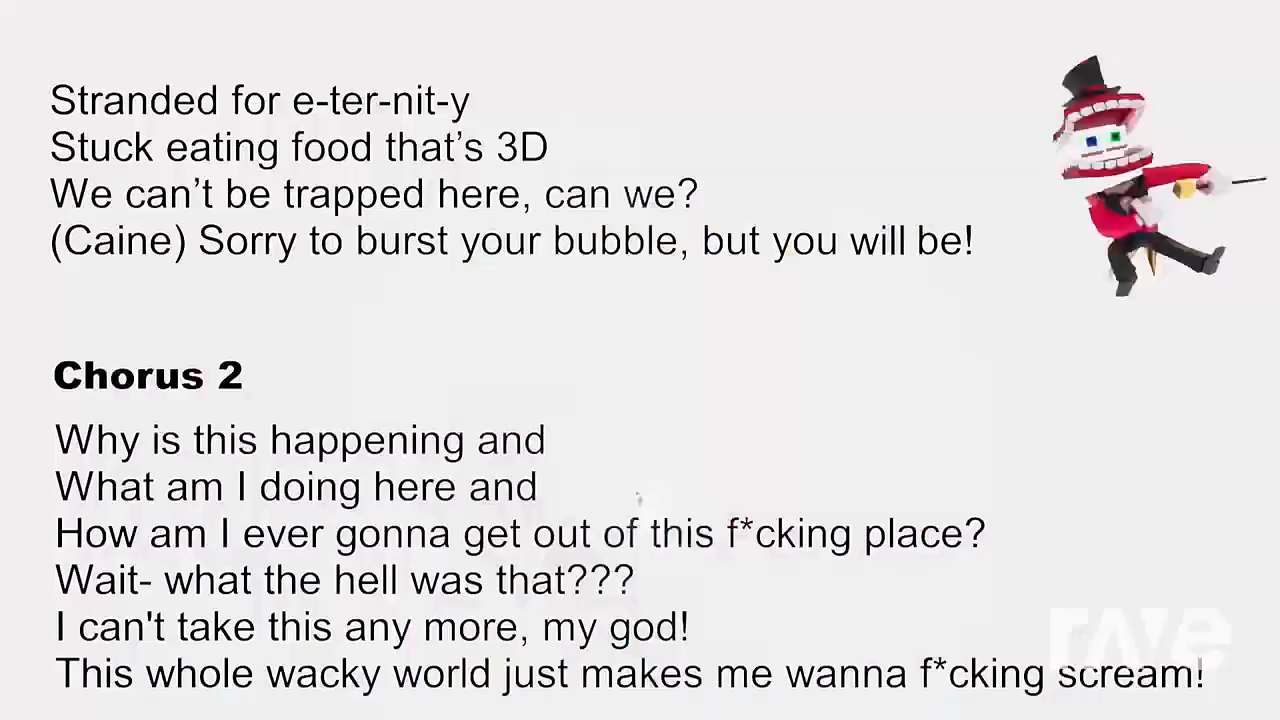 Stranded for e-ter-nit-y
Stuck eating food that’s 3D
We can’t be trapped here, can we?
(Caine) Sorry to burst your bubble, but you will be!
Chorus 2
Why is this happening and
What am I doing here and
How am I ever gonna get out of this f*cking place?
Wait- what the hell was that???
I can't take this any more, my god!
This whole wacky world just makes me wanna f*cking scream!
rave